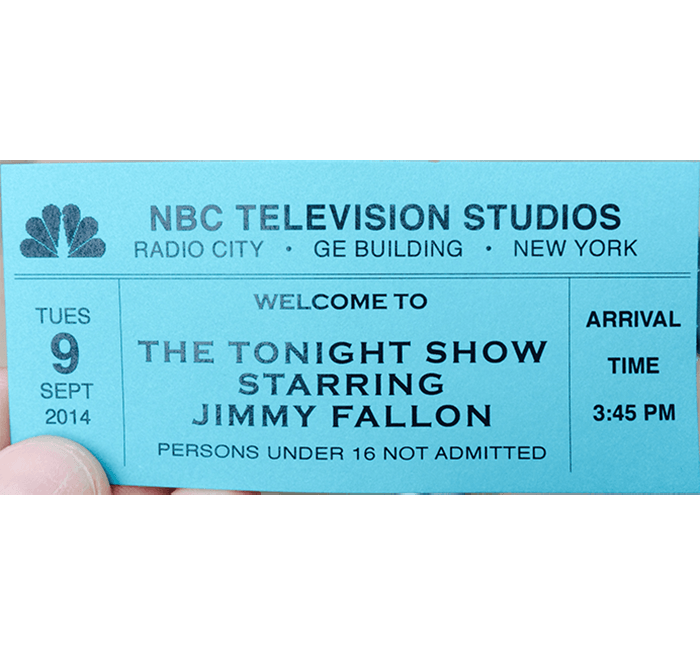 NBC TELEVISION STUDIOS
RADIO CITY • GE BUILDING • NEW YORK
TUES
9
SEPT
2014
WELCOME TO
THE TONIGHT SHOW
STARRING
JIMMY FALLON
PERSONS UNDER 16 NOT ADMITTED
ARRIVAL
TIME
3:45 PM